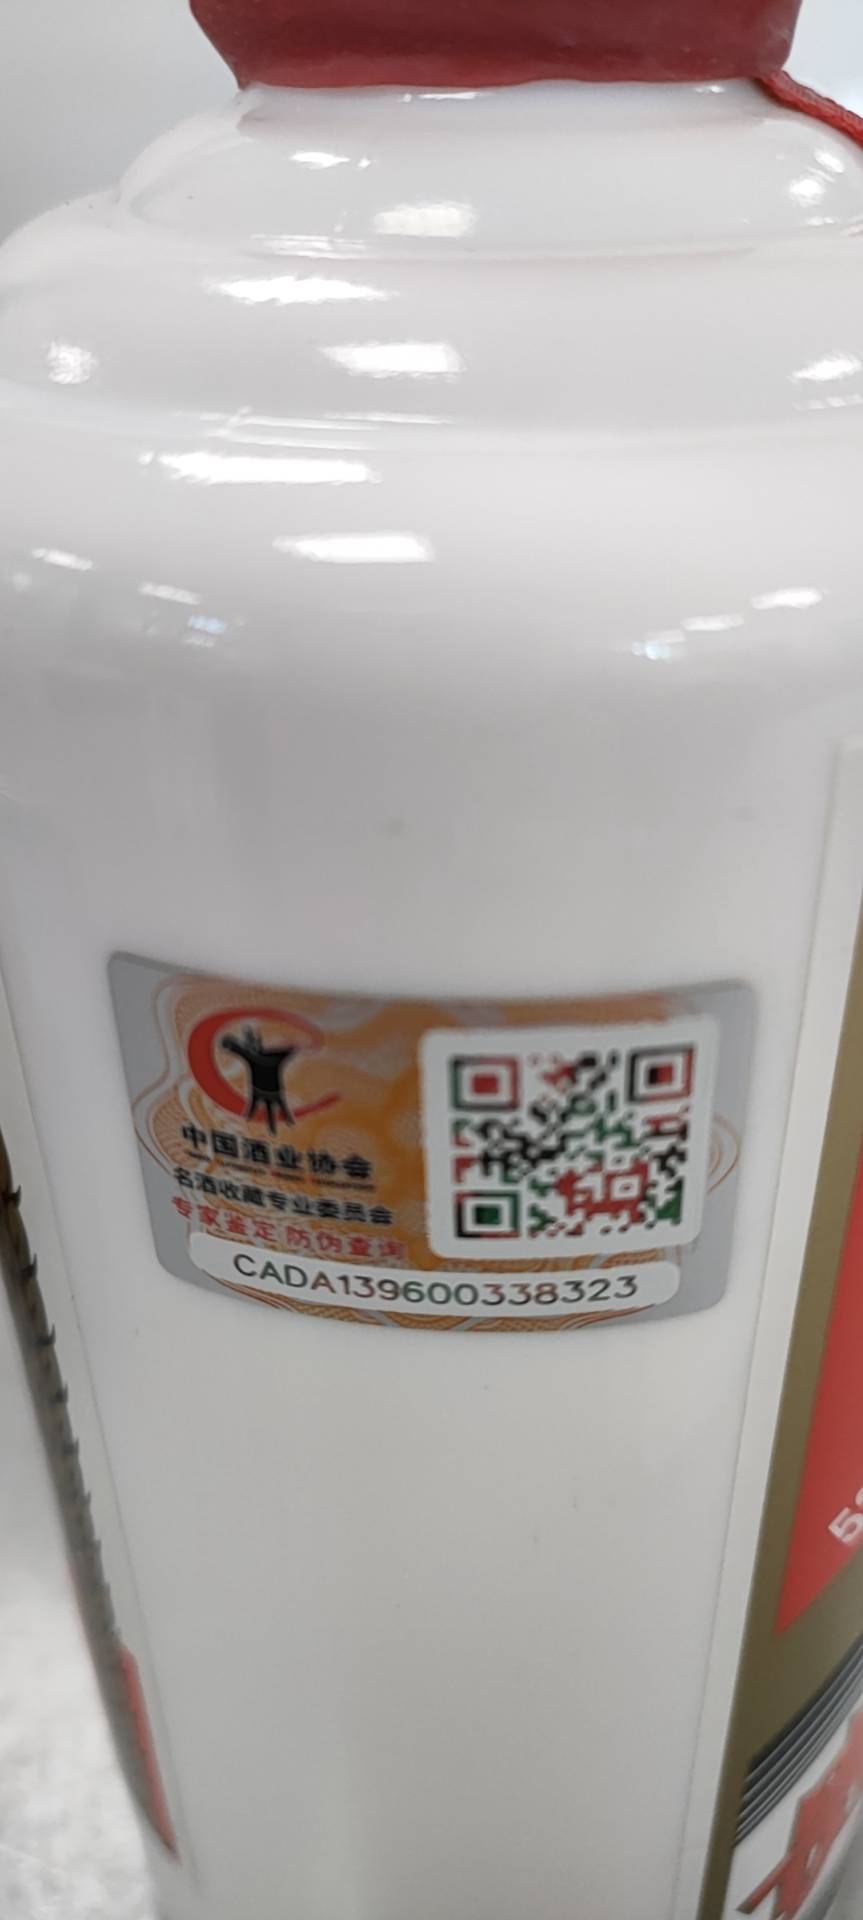 中国酒业协会
名酒收藏专业委员会
专家鉴定 防伪查询
CADA139600338323